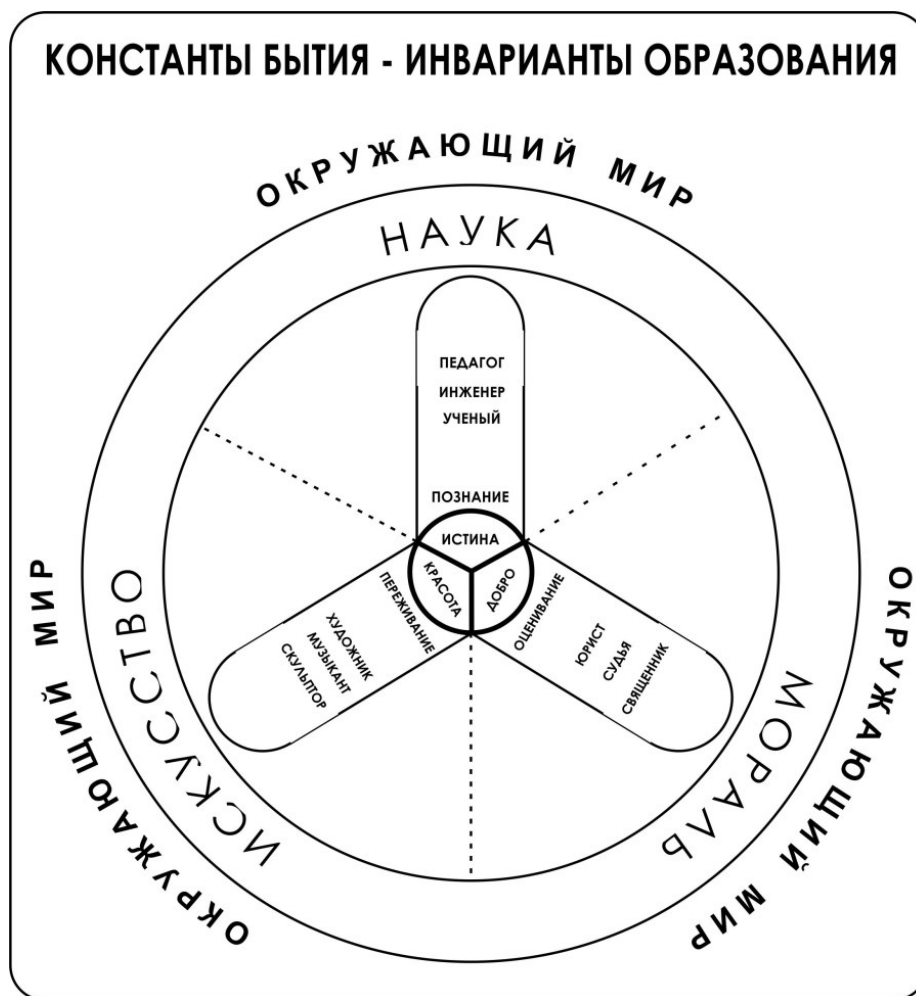 КОНСТАНТЫ БЫТИЯ - ИНВАРИАНТЫ ОБРАЗОВАНИЯ
ОКРУЖАЮЩИЙ МИР
НАУКА
ПЕДАГОГ
ИНЖЕНЕР
УЧЕНЫЙ
ПОЗНАНИЕ
ИСТИНА
КРАСОТА
ДОБРО
ПЕРЕЖИВАНИЕ
ХУДОЖНИК
МУЗЫКАНТ
СКУЛЬПТОР
ОЦЕНИВАНИЕ
ЮРИСТ
СУДЬЯ
СВЯЩЕННИК
ИСКУССТВО
МОРАЛЬ
ОКРУЖАЮЩИЙ МИР
ОКРУЖАЮЩИЙ МИР